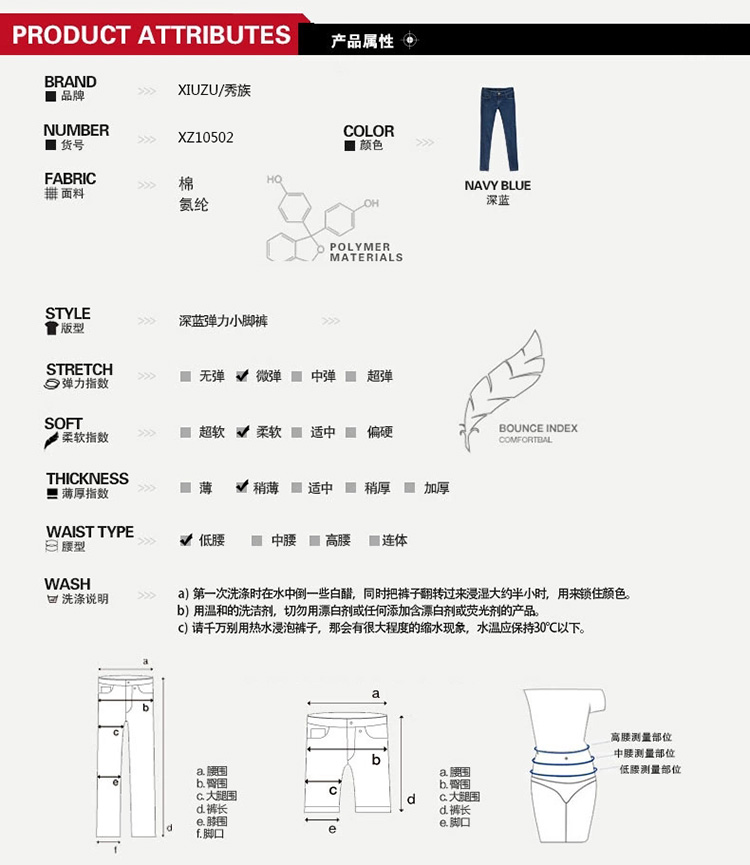 PRODUCT ATTRIBUTES 产品属性
BRAND
品牌
XIUZU/秀族
NUMBER
货号
XZ10502
COLOR
颜色
NAVY BLUE
深蓝
FABRIC
面料
棉
氨纶
HO
OH
O
POLYMER
MATERIALS
STYLE
版型
深蓝弹力小脚裤
STRETCH
弹力指数
无弹 微弹 中弹 超弹
SOFT
柔软指数
超软 柔软 适中 偏硬
BOUNCE INDEX
COMFORTBAL
THICKNESS
薄厚指数
薄 稍薄 适中 稍厚 加厚
WAIST TYPE
腰型
低腰 中腰 高腰 连体
WASH
洗涤说明
a) 第一次洗涤时在水中倒一些白醋，同时把裤子翻转过来浸湿大约半小时，用来锁住颜色。
b) 用温和的洗洁剂，切勿用漂白剂或任何添加含漂白剂或荧光剂的产品。
c) 请千万别用热水浸泡裤子，那会有很大程度的缩水现象，水温应保持30℃以下。
a
b
c
e
d
f
a.腰围
b.臀围
c.大腿围
d.裤长
e.膝围
f.脚口
a
b
c
d
e
a.腰围
b.臀围
c.大腿围
d.裤长
e.脚口
高腰测量部位
中腰测量部位
低腰测量部位